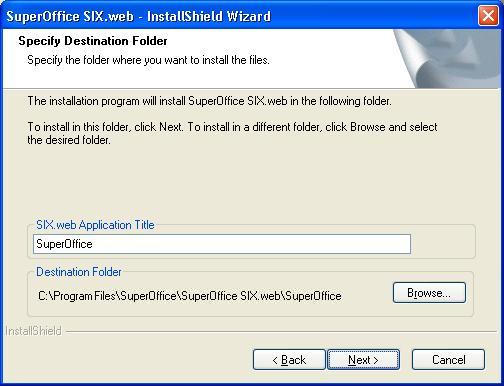 SuperOffice SIX.web - InstallShield Wizard
Specify Destination Folder
Specify the folder where you want to install the files.
The installation program will install SuperOffice SIX.web in the following folder.
To install in this folder, click Next. To install in a different folder, click Browse and select
the desired folder.
SIX.web Application Title
SuperOffice
Destination Folder
C:\Program Files\SuperOffice\SuperOffice SIX.web\SuperOffice
Browse...
InstallShield
< Back
Next >
Cancel